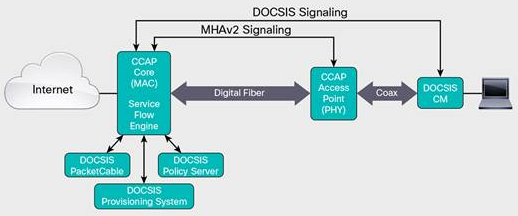 DOCSIS Signaling
MHAv2 Signaling
Internet
CCAP
Core
(MAC)
Service
Flow
Engine
Digital Fiber
CCAP
Access
Point
(PHY)
Coax
DOCSIS
CM
DOCSIS
PacketCable
DOCSIS
Policy Server
DOCSIS
Provisioning System